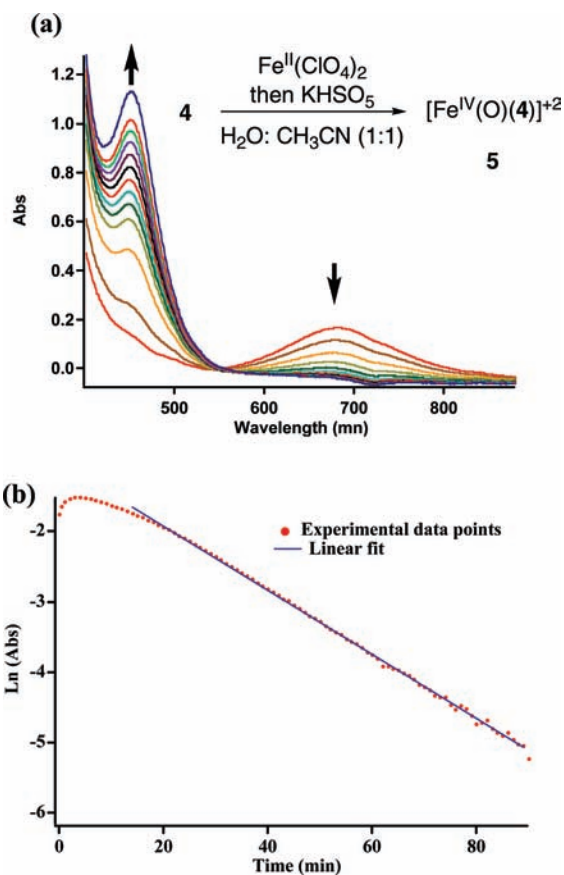 (a)
1.2
1.0
0.8
0.6
0.4
0.2
0.0
Abs
4
Fe^II(ClO4)2
then KHSO5
H2O: CH3CN (1:1)
[Fe^IV(O)(4)]^+2
5
500
600
700
800
Wavelength (mn)
(b)
-2
-3
-4
-5
-6
Ln (Abs)
Experimental data points
Linear fit
0
20
40
60
80
Time (min)